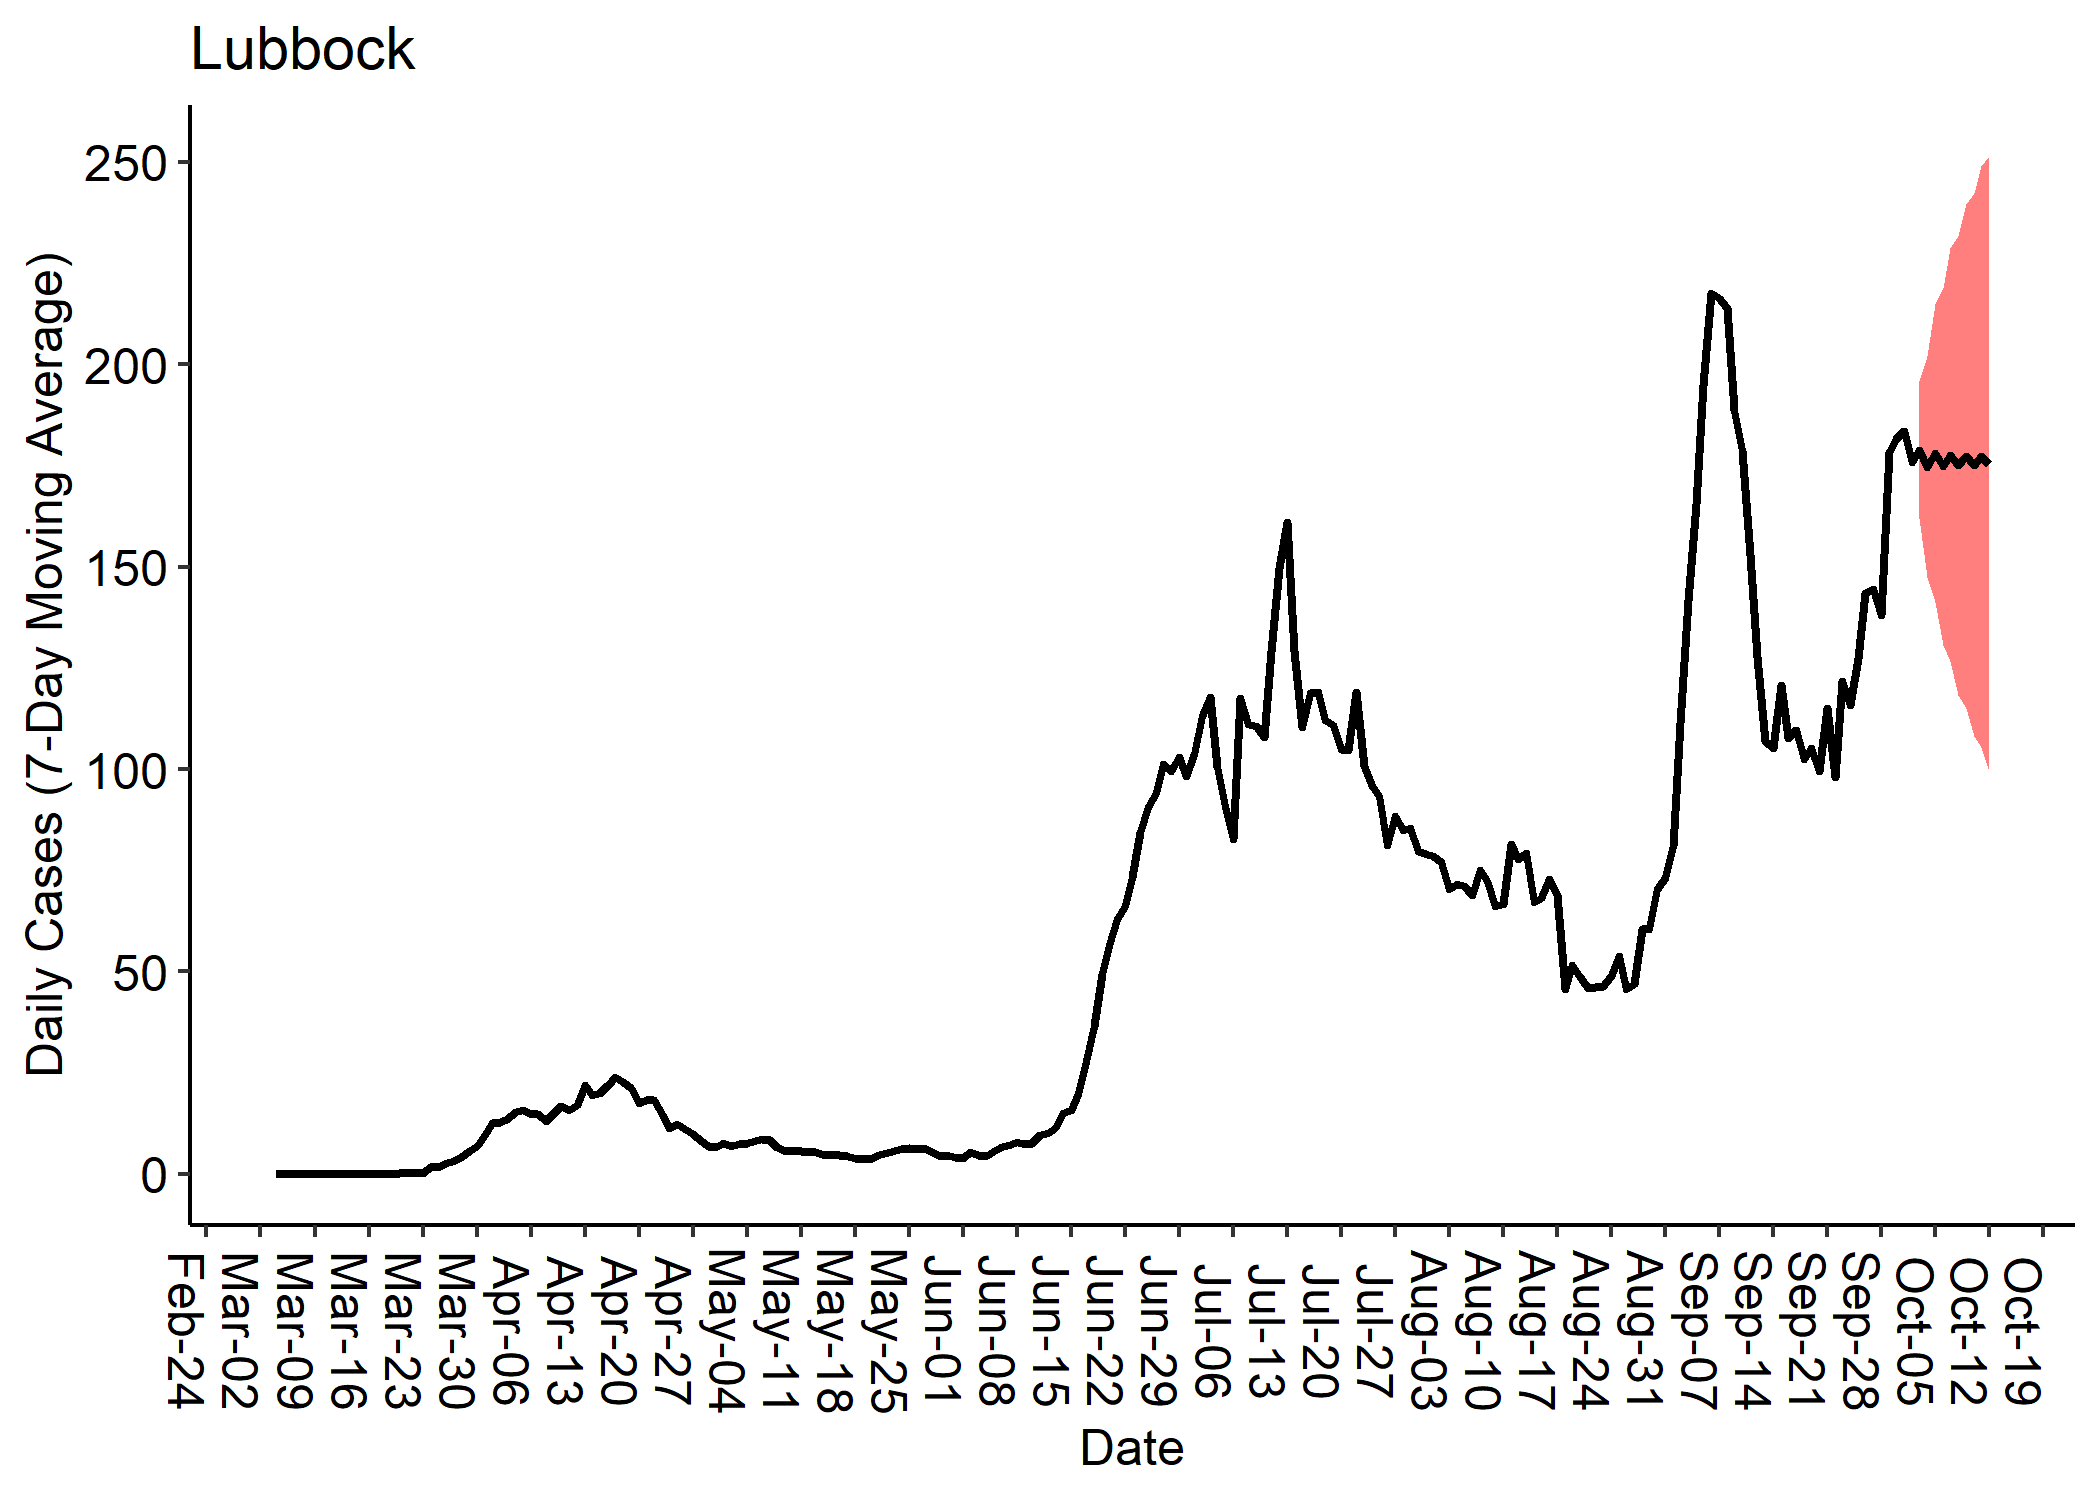 Lubbock
Daily Cases (7-Day Moving Average)
250
200
150
100
50
0
Feb-24
Mar-02
Mar-09
Mar-16
Mar-23
Mar-30
Apr-06
Apr-13
Apr-20
Apr-27
May-04
May-11
May-18
May-25
Jun-01
Jun-08
Jun-15
Jun-22
Jun-29
Jul-06
Jul-13
Jul-20
Jul-27
Aug-03
Aug-10
Aug-17
Aug-24
Aug-31
Sep-07
Sep-14
Sep-21
Sep-28
Oct-05
Oct-12
Oct-19
Date